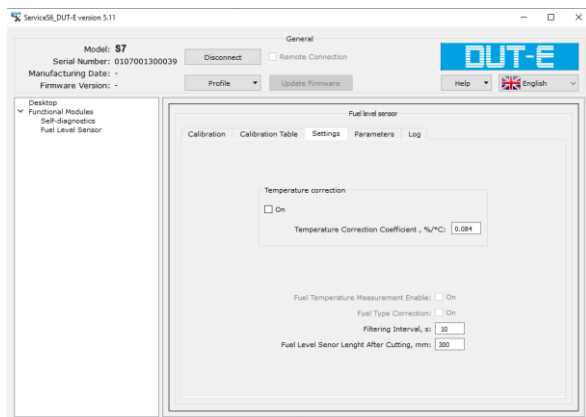 ServiceS6_DUT-E version 5.11
General
Model: S7
Serial Number: 0107001300039
Manufacturing Date: -
Firmware Version: -
Disconnect
Remote Connection
Profile
Update Firmware
DUT-E
Help
English
Desktop
Functional Modules
Self-diagnostics
Fuel Level Sensor
Fuel level sensor
Calibration Calibration Table Settings Parameters Log
Temperature correction
On
Temperature Correction Coefficient , %/°C: 0.084
Fuel Temperature Measurement Enable: On
Fuel Type Correction: On
Filtering Interval, s: 10
Fuel Level Senor Lenght After Cutting, mm: 300